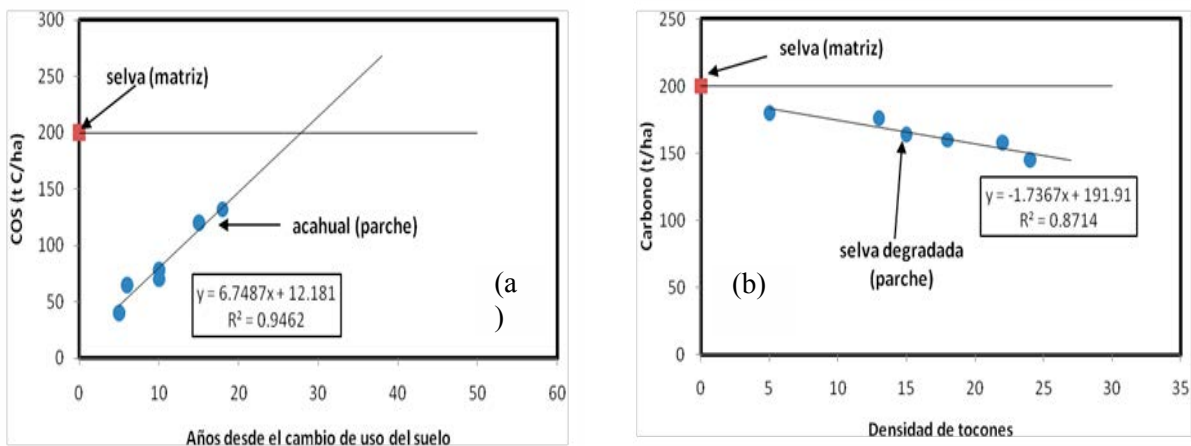 300
250
200
150
100
50
0
COS (t C/ha)
selva (matriz)
acahual (parche)
y = 6.7487x + 12.181
R² = 0.9462
(a
)
0 10 20 30 40 50 60
Años desde el cambio de uso del suelo
250
200
150
100
50
0
Carbono (t/ha)
selva (matriz)
y = -1.7367x + 191.91
R² = 0.8714
selva degradada
(parche)
(b)
0 5 10 15 20 25 30 35
Densidad de tocones